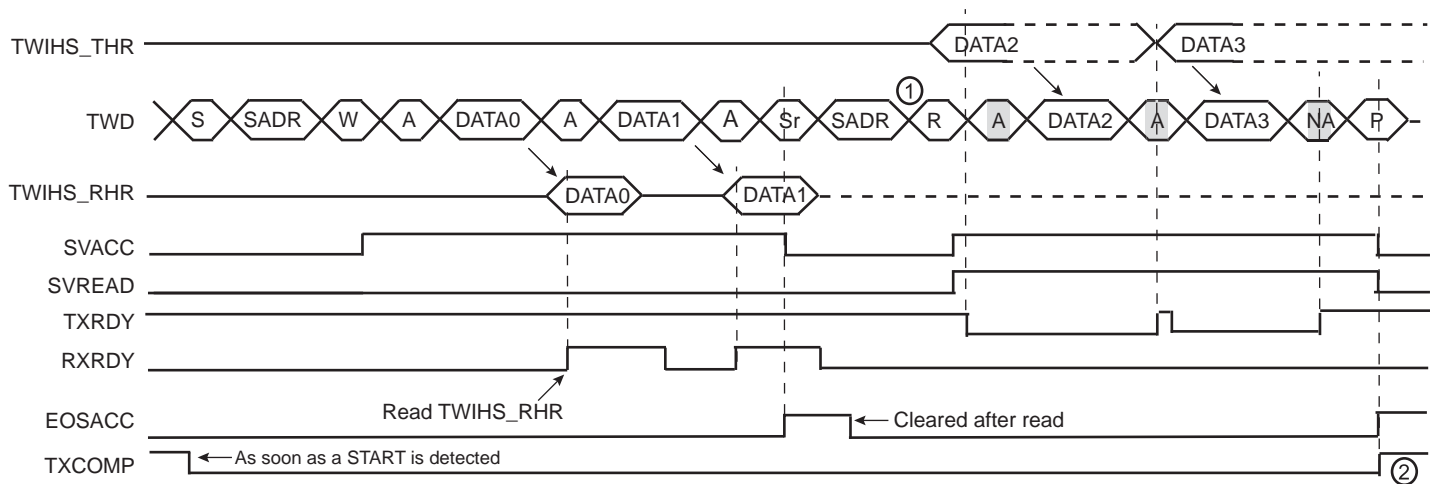 TWIHS_THR DATA2 DATA3
1
TWD S SADR W A DATA0 A DATA1 A Sr SADR R A DATA2 A DATA3 NA P
TWIHS_RHR DATA0 DATA1
SVACC
SVREAD
TXRDY
RXRDY
Read TWIHS_RHR
EOSACC Cleared after read
TXCOMP As soon as a START is detected 2